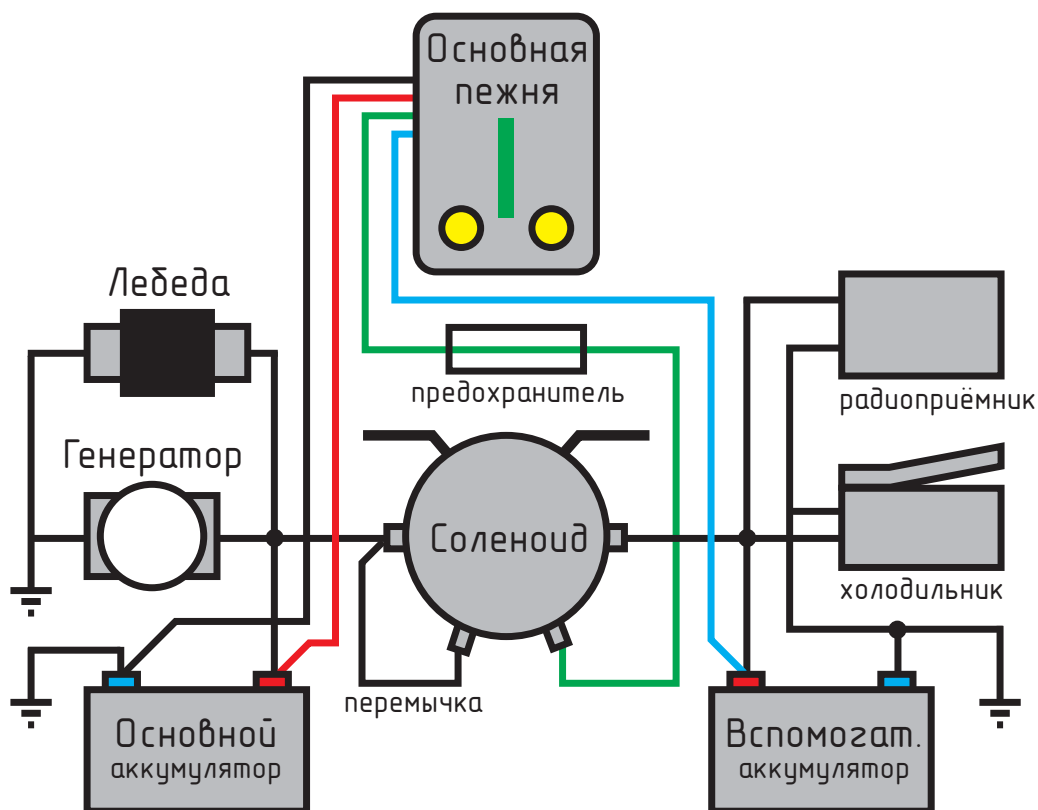 Основная
пежня
Лебеда
предохранитель
радиоприёмник
Генератор
Соленоид
холодильник
перемычка
Основной
аккумулятор
Вспомогат.
аккумулятор